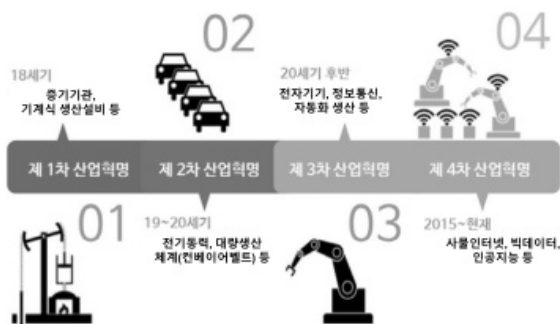 02
04
18세기
증기기관,
기계식 생산설비 등
20세기 후반
전자기기, 정보통신,
자동화 생산 등
제 1차 산업혁명
제 2차 산업혁명
제 3차 산업혁명
제 4차 산업혁명
01
19~20세기
전기동력, 대량생산
체계(컨베이어벨트) 등
03
2015~현재
사물인터넷, 빅데이터,
인공지능 등